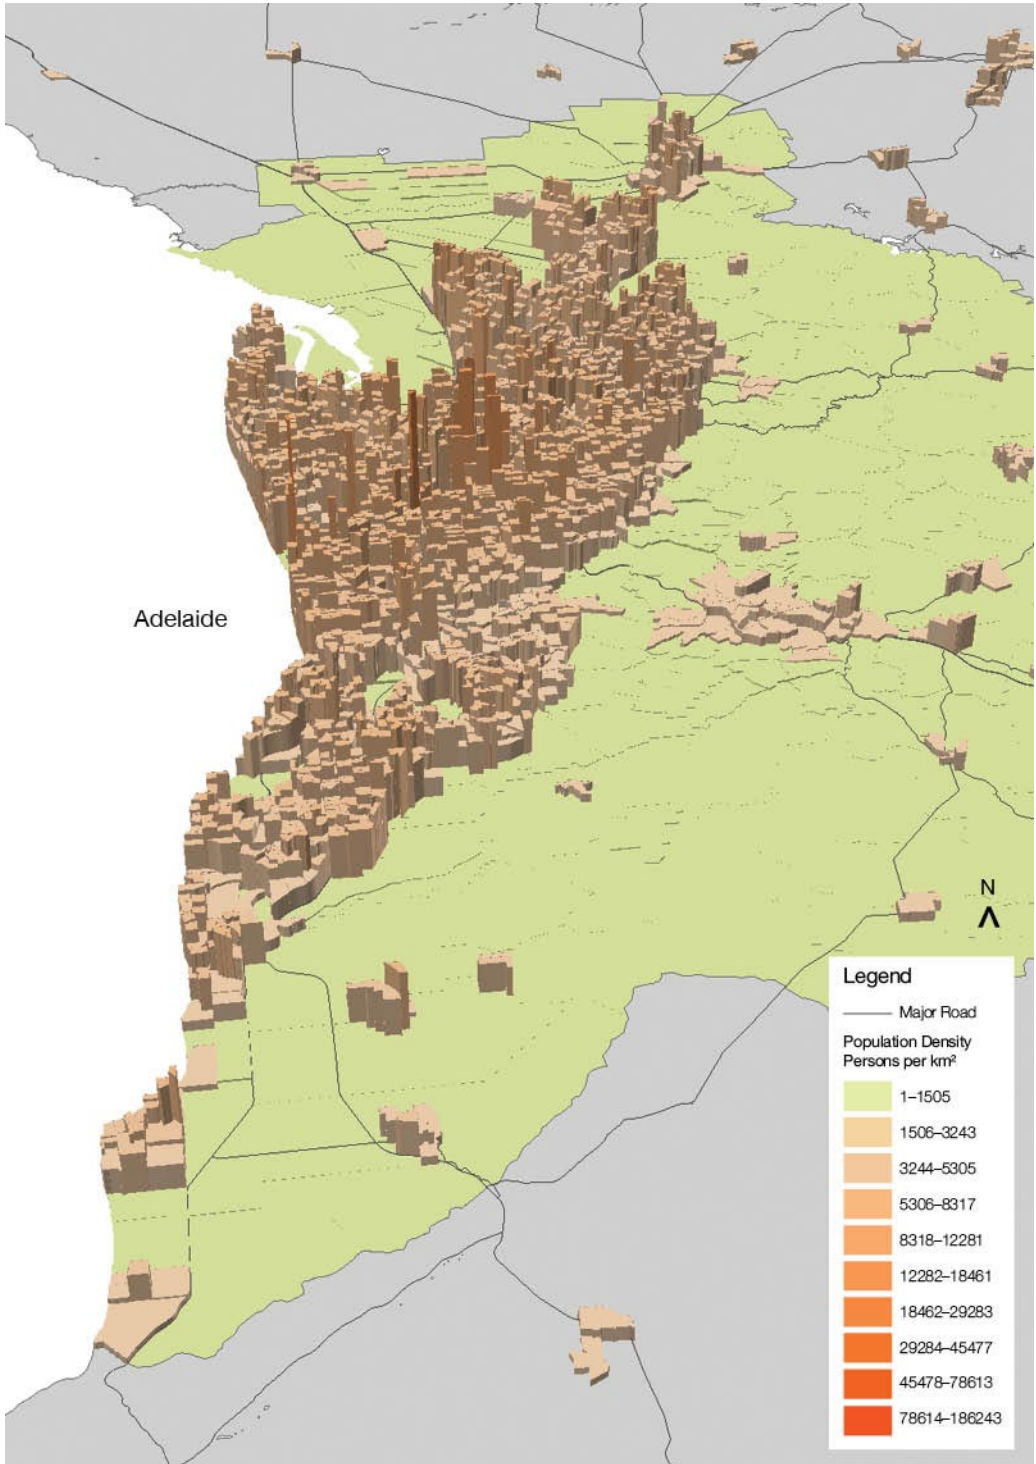 Adelaide
N
Legend
Major Road
Population Density
Persons per km²
1–1505
1506–3243
3244–5305
5306–8317
8318–12281
12282–18461
18462–29283
29284–45477
45478–78613
78614–186243